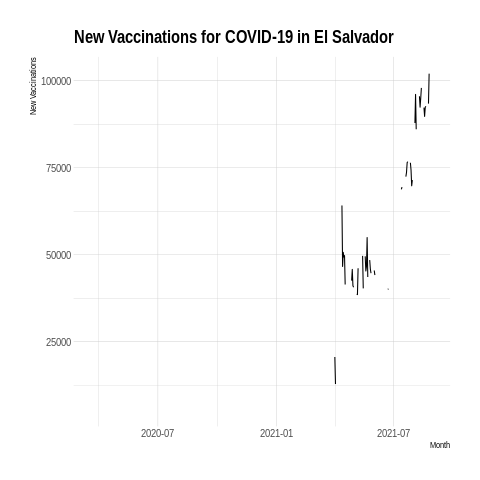 New Vaccinations for COVID-19 in El Salvador
New Vaccinations
100000
75000
50000
25000
2020-07 2021-01 2021-07
Month